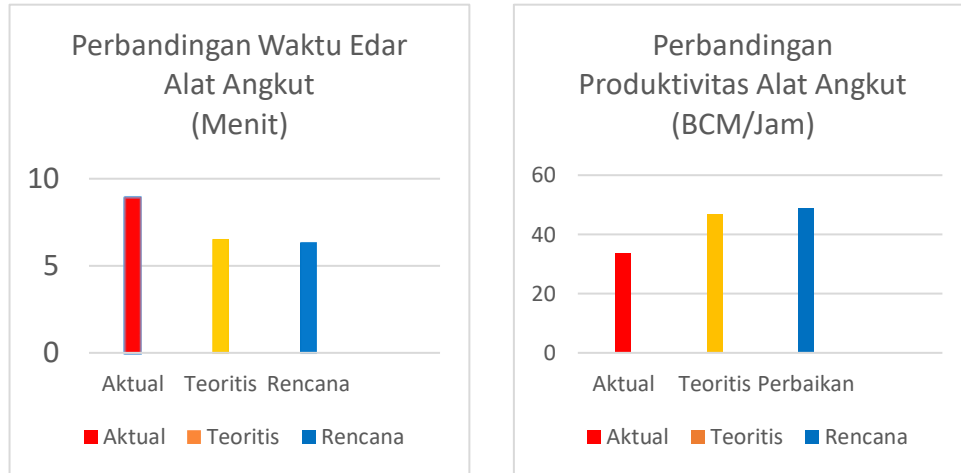 Perbandingan Waktu Edar
Alat Angkut
(Menit)
10
5
0
Aktual Teoritis Rencana
Aktual Teoritis Rencana
Perbandingan
Produktivitas Alat Angkut
(BCM/Jam)
60
40
20
0
Aktual Teoritis Perbaikan
Aktual Teoritis Rencana